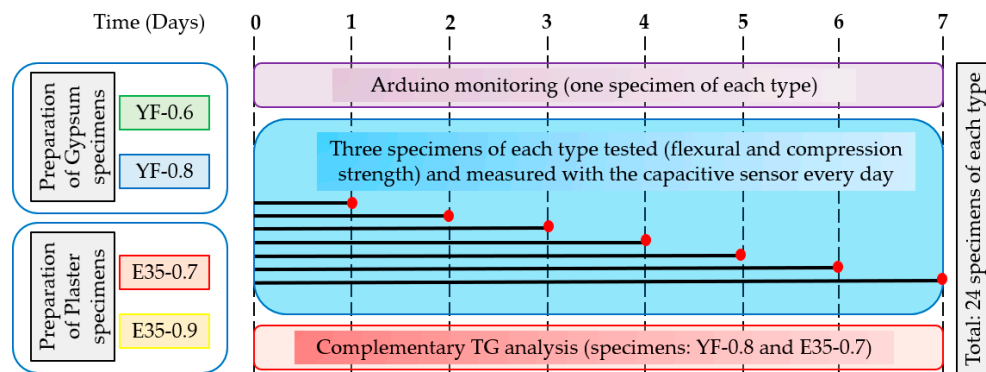 Time (Days)
0 1 2 3 4 5 6 7
Preparation
of Gypsum
specimens
YF-0.6
YF-0.8
Preparation
of Plaster
specimens
E35-0.7
E35-0.9
Arduino monitoring (one specimen of each type)
Three specimens of each type tested (flexural and compression
strength) and measured with the capacitive sensor every day
Complementary TG analysis (specimens: YF-0.8 and E35-0.7)
Total: 24 specimens of each type